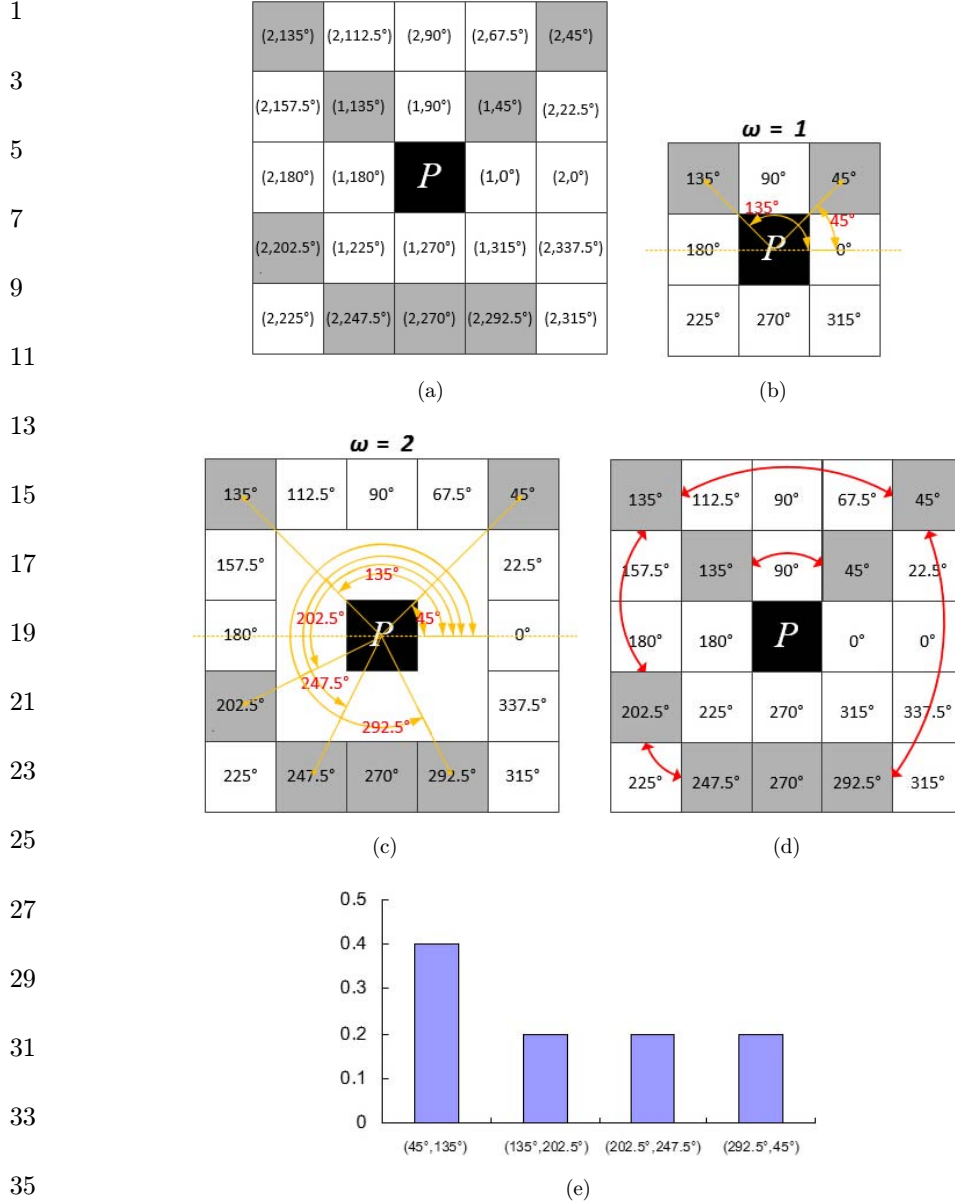 1
(2,135°) (2,112.5°) (2,90°) (2,67.5°) (2,45°)
3
(2,157.5°) (1,135°) (1,90°) (1,45°) (2,22.5°)
5
(2,180°) (1,180°) P (1,0°) (2,0°)
7
(2,202.5°) (1,225°) (1,270°) (1,315°) (2,337.5°)
9
(2,225°) (2,247.5°) (2,270°) (2,292.5°) (2,315°)
11
(a)
ω = 1
135° 90° 45°
135° 45°
180° P 0°
225° 270° 315°
(b)
13
ω = 2
15
135° 112.5° 90° 67.5° 45°
17
157.5° 22.5°
135°
202.5° 45°
19
180° P 0°
247.5°
21
202.5° 337.5°
292.5°
23
225° 247.5° 270° 292.5° 315°
25
(c)
135° 112.5° 90° 67.5° 45°
157.5° 135° 90° 45° 22.5°
180° 180° P 0° 0°
202.5° 225° 270° 315° 337.5°
225° 247.5° 270° 292.5° 315°
(d)
27
0.5
0.4
29
0.3
31
0.2
0.1
33
0
(45°,135°) (135°,202.5°) (202.5°,247.5°) (292.5°,45°)
35
(e)